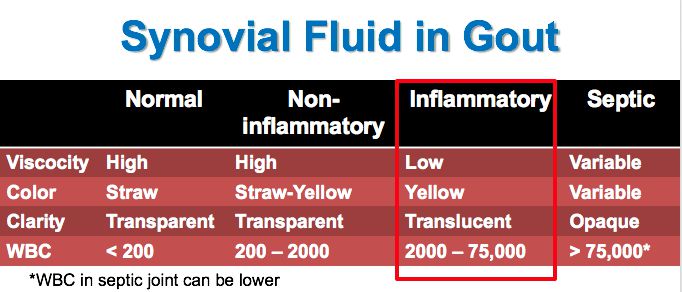 Synovial Fluid in Gout
Normal Non- Inflammatory Septic
inflammatory
Viscocity High High Low Variable
Color Straw Straw-Yellow Yellow Variable
Clarity Transparent Transparent Translucent Opaque
WBC < 200 200 – 2000 2000 – 75,000 > 75,000*
*WBC in septic joint can be lower